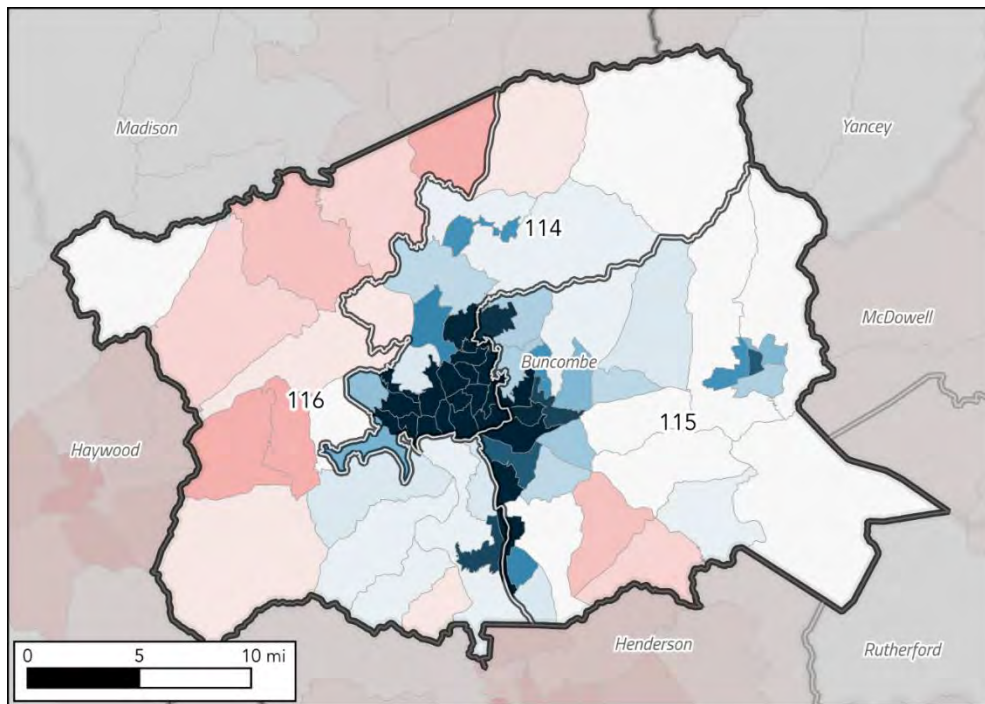 Madison
Yancey
114
McDowell
Buncombe
116
115
Haywood
Henderson
Rutherford
0 5 10 mi